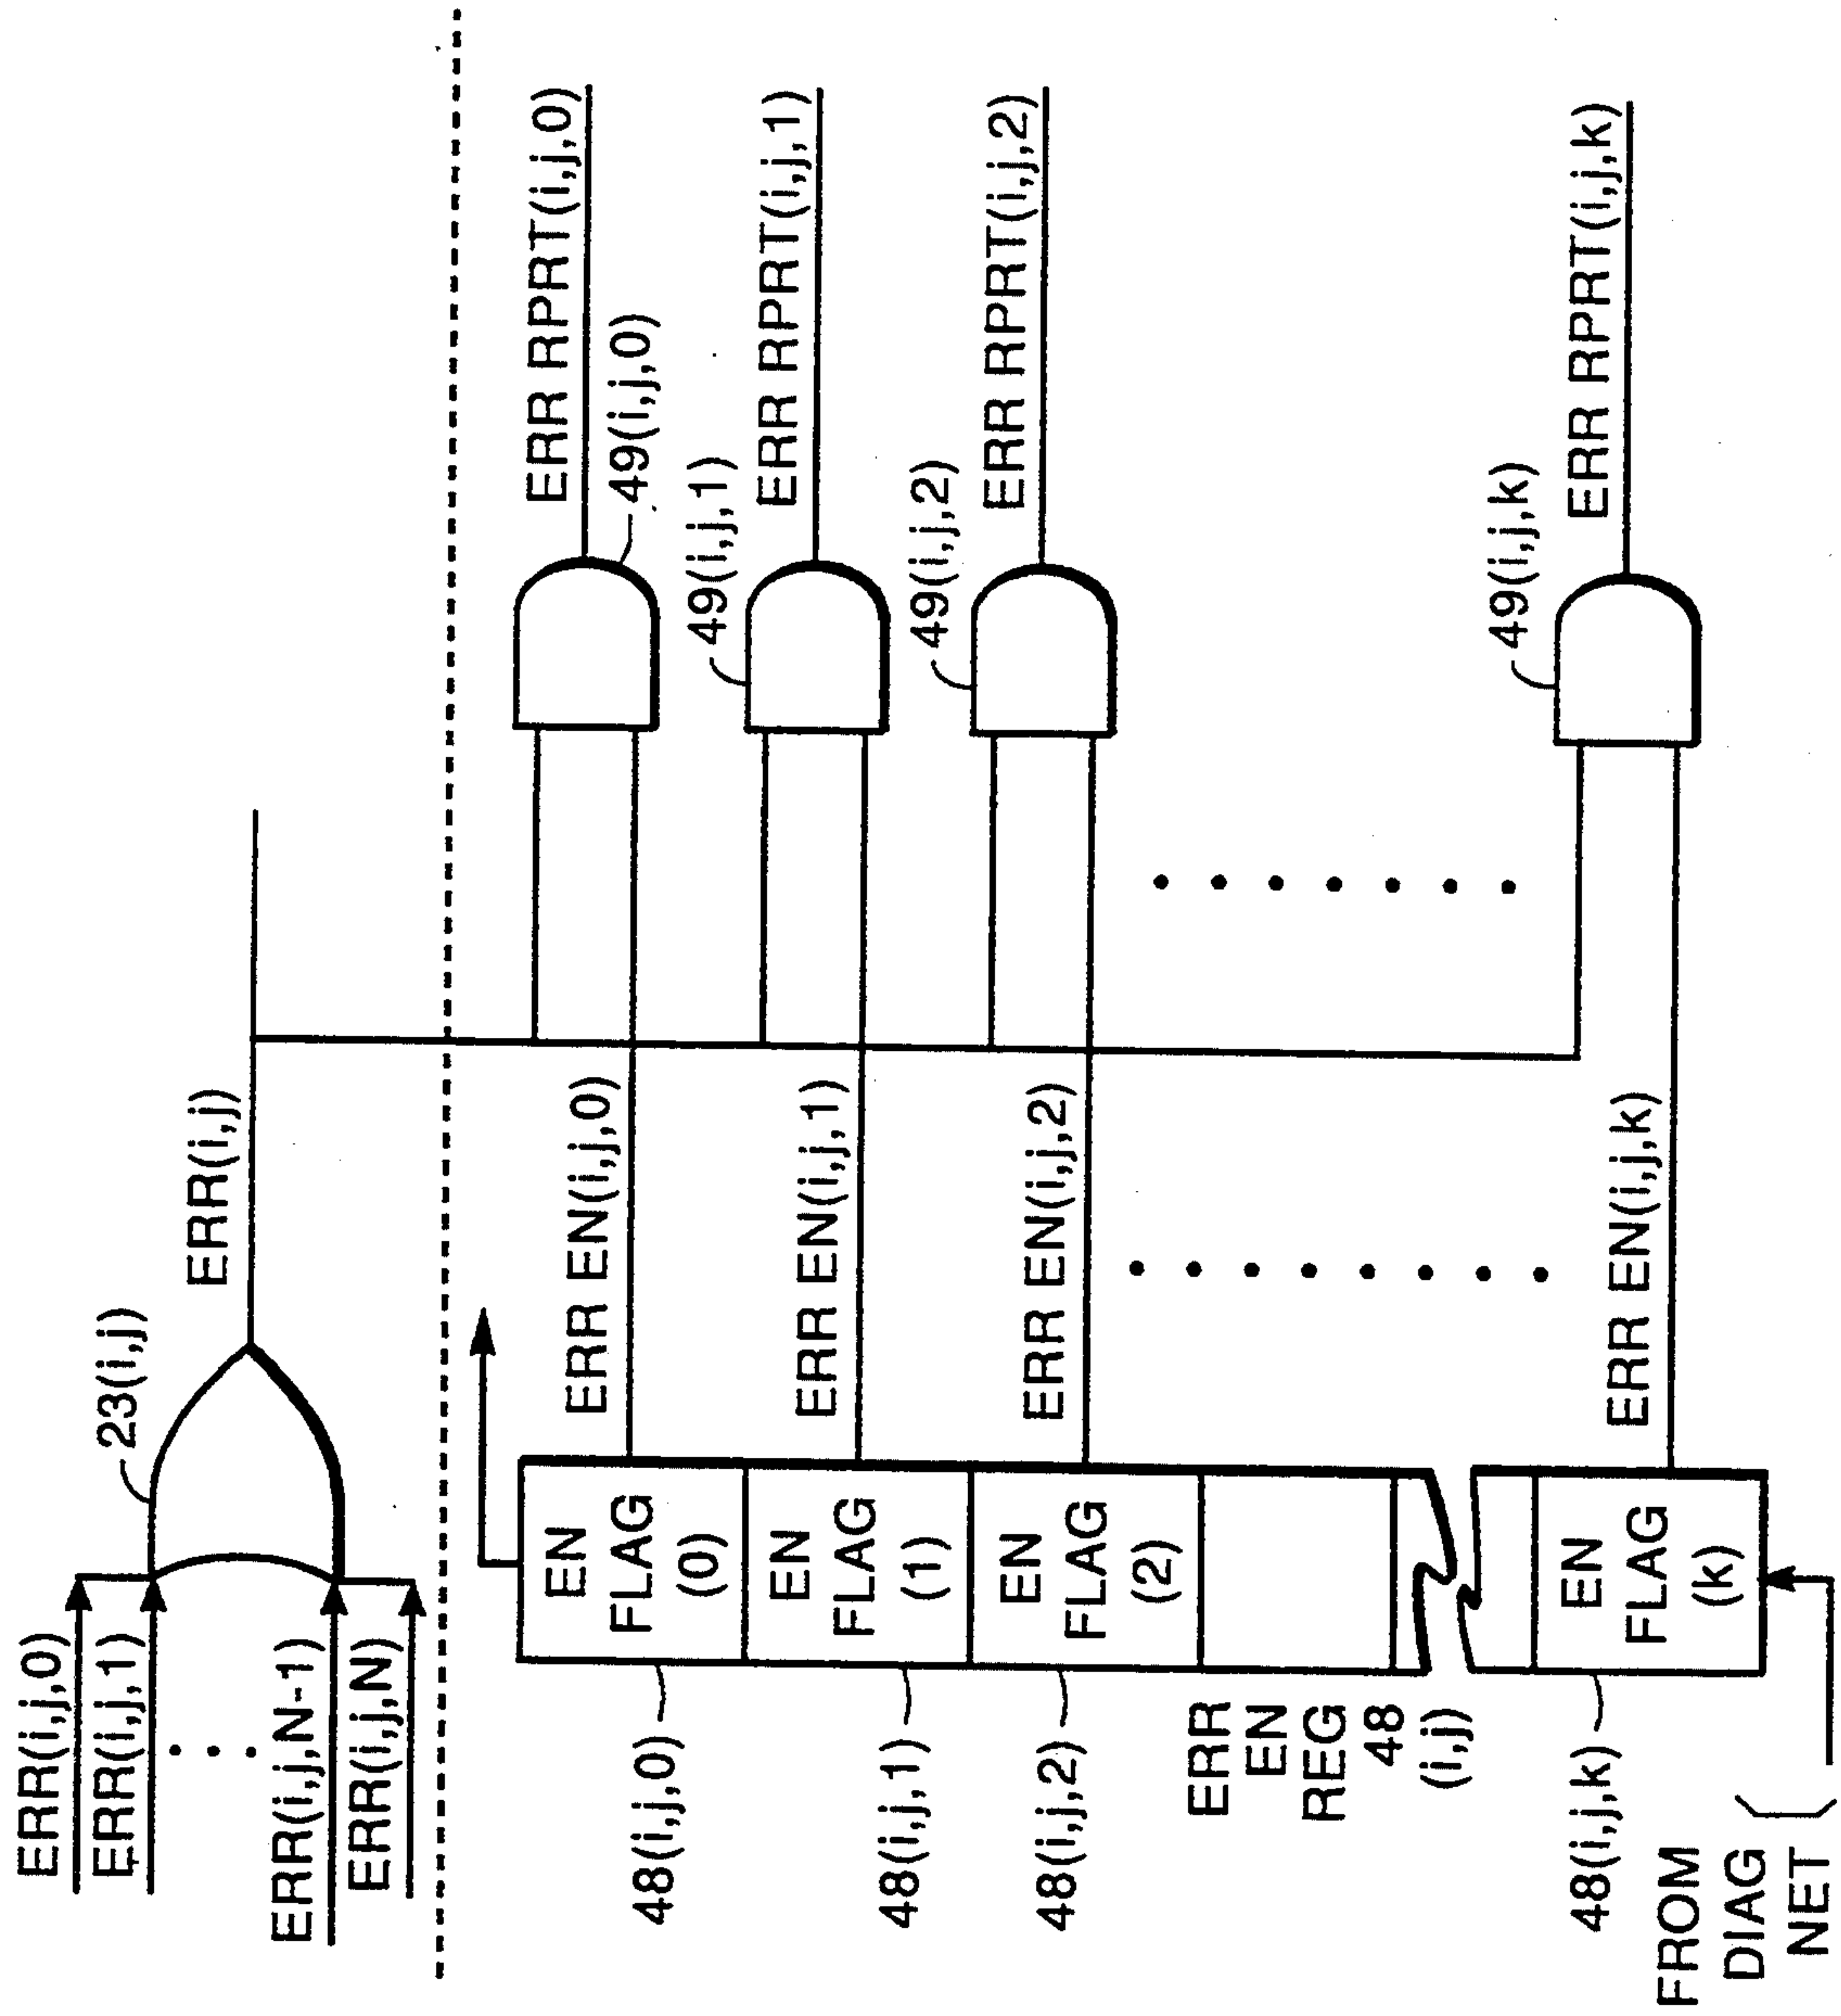 ERR(i,j,0)
ERR(i,j,1)
ERR(i,j,N-1)
ERR(i,j,N)
23(i,j)
ERR(i,j)
48(i,j,0)
EN
FLAG
(0)
ERR EN(i,j,0)
49(i,j,0)
ERR RPRT(i,j,0)
48(i,j,1)
EN
FLAG
(1)
ERR EN(i,j,1)
49(i,j,1)
ERR RPRT(i,j,1)
48(i,j,2)
EN
FLAG
(2)
ERR EN(i,j,2)
49(i,j,2)
ERR RPRT(i,j,2)
ERR
EN
REG
48
(i,j)
48(i,j,k)
EN
FLAG
(k)
ERR EN(i,j,k)
49(i,j,k)
ERR RPRT(i,j,k)
FROM
DIAG
NET